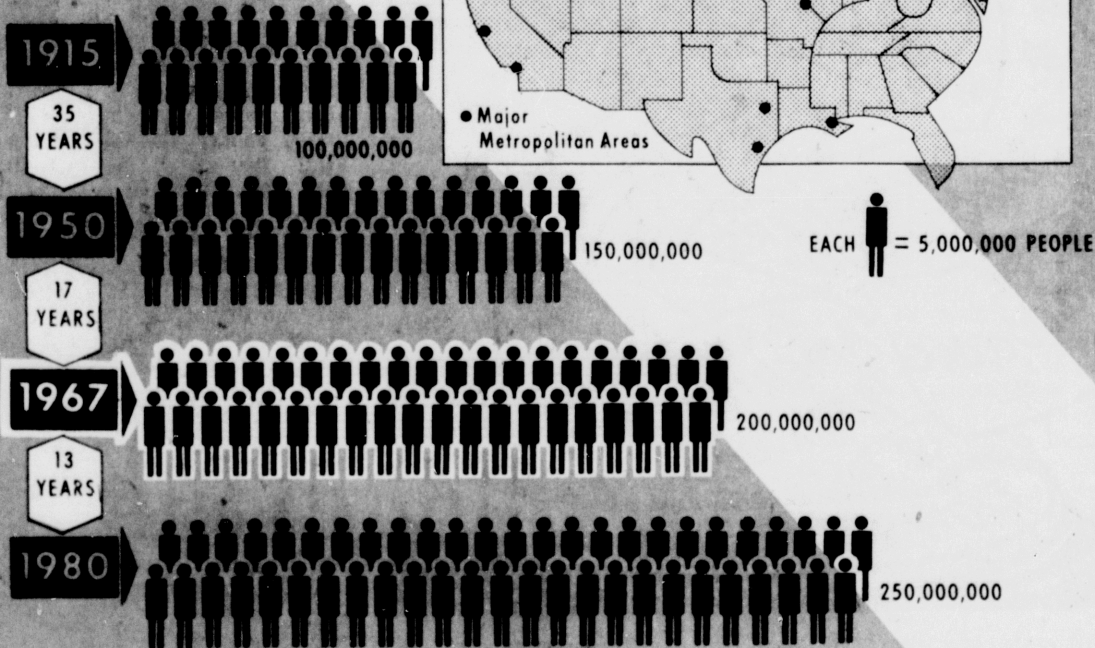 1915
35
YEARS
100,000,000
Major
Metropolitan Areas
1950
150,000,000
EACH = 5,000,000 PEOPLE
17
YEARS
1967
200,000,000
13
YEARS
1980
250,000,000